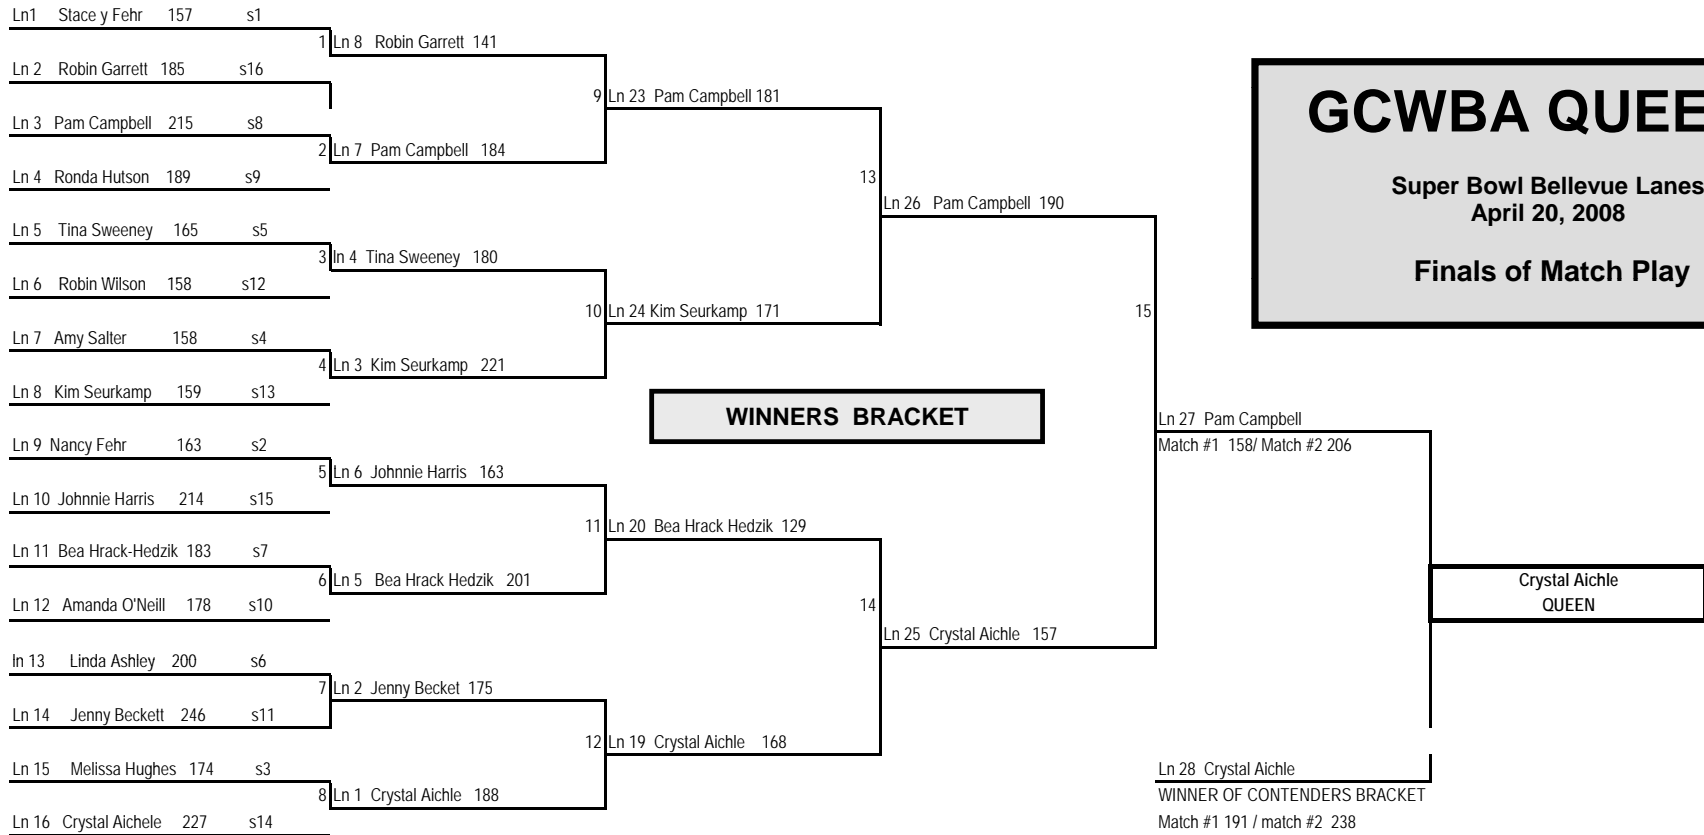 Ln1 Stace y Fehr 157 s1
1 Ln 8 Robin Garrett 141
Ln 2 Robin Garrett 185 s16
9 Ln 23 Pam Campbell 181
Ln 3 Pam Campbell 215 s8
2 Ln 7 Pam Campbell 184
Ln 4 Ronda Hutson 189 s9
13
Ln 26 Pam Campbell 190
Ln 5 Tina Sweeney 165 s5
3 ln 4 Tina Sweeney 180
Ln 6 Robin Wilson 158 s12
10 Ln 24 Kim Seurkamp 171
15
Ln 7 Amy Salter 158 s4
4 Ln 3 Kim Seurkamp 221
Ln 8 Kim Seurkamp 159 s13
GCWBA QUEE
Super Bowl Bellevue Lanes
April 20, 2008
Finals of Match Play
WINNERS BRACKET
Ln 27 Pam Campbell
Match #1 158/ Match #2 206
Ln 9 Nancy Fehr 163 s2
5 Ln 6 Johnnie Harris 163
Ln 10 Johnnie Harris 214 s15
11 Ln 20 Bea Hrack Hedzik 129
Ln 11 Bea Hrack-Hedzik 183 s7
6 Ln 5 Bea Hrack Hedzik 201
Ln 12 Amanda O'Neill 178 s10
14
Ln 25 Crystal Aichle 157
Crystal Aichle
QUEEN
ln 13 Linda Ashley 200 s6
7 Ln 2 Jenny Becket 175
Ln 14 Jenny Beckett 246 s11
12 Ln 19 Crystal Aichle 168
Ln 15 Melissa Hughes 174 s3
8 Ln 1 Crystal Aichle 188
Ln 16 Crystal Aichele 227 s14
Ln 28 Crystal Aichle
WINNER OF CONTENDERS BRACKET
Match #1 191 / match #2 238